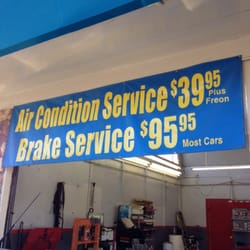 Air Condition Service $39.95 Plus Freon
Brake Service $95.95 Most Cars